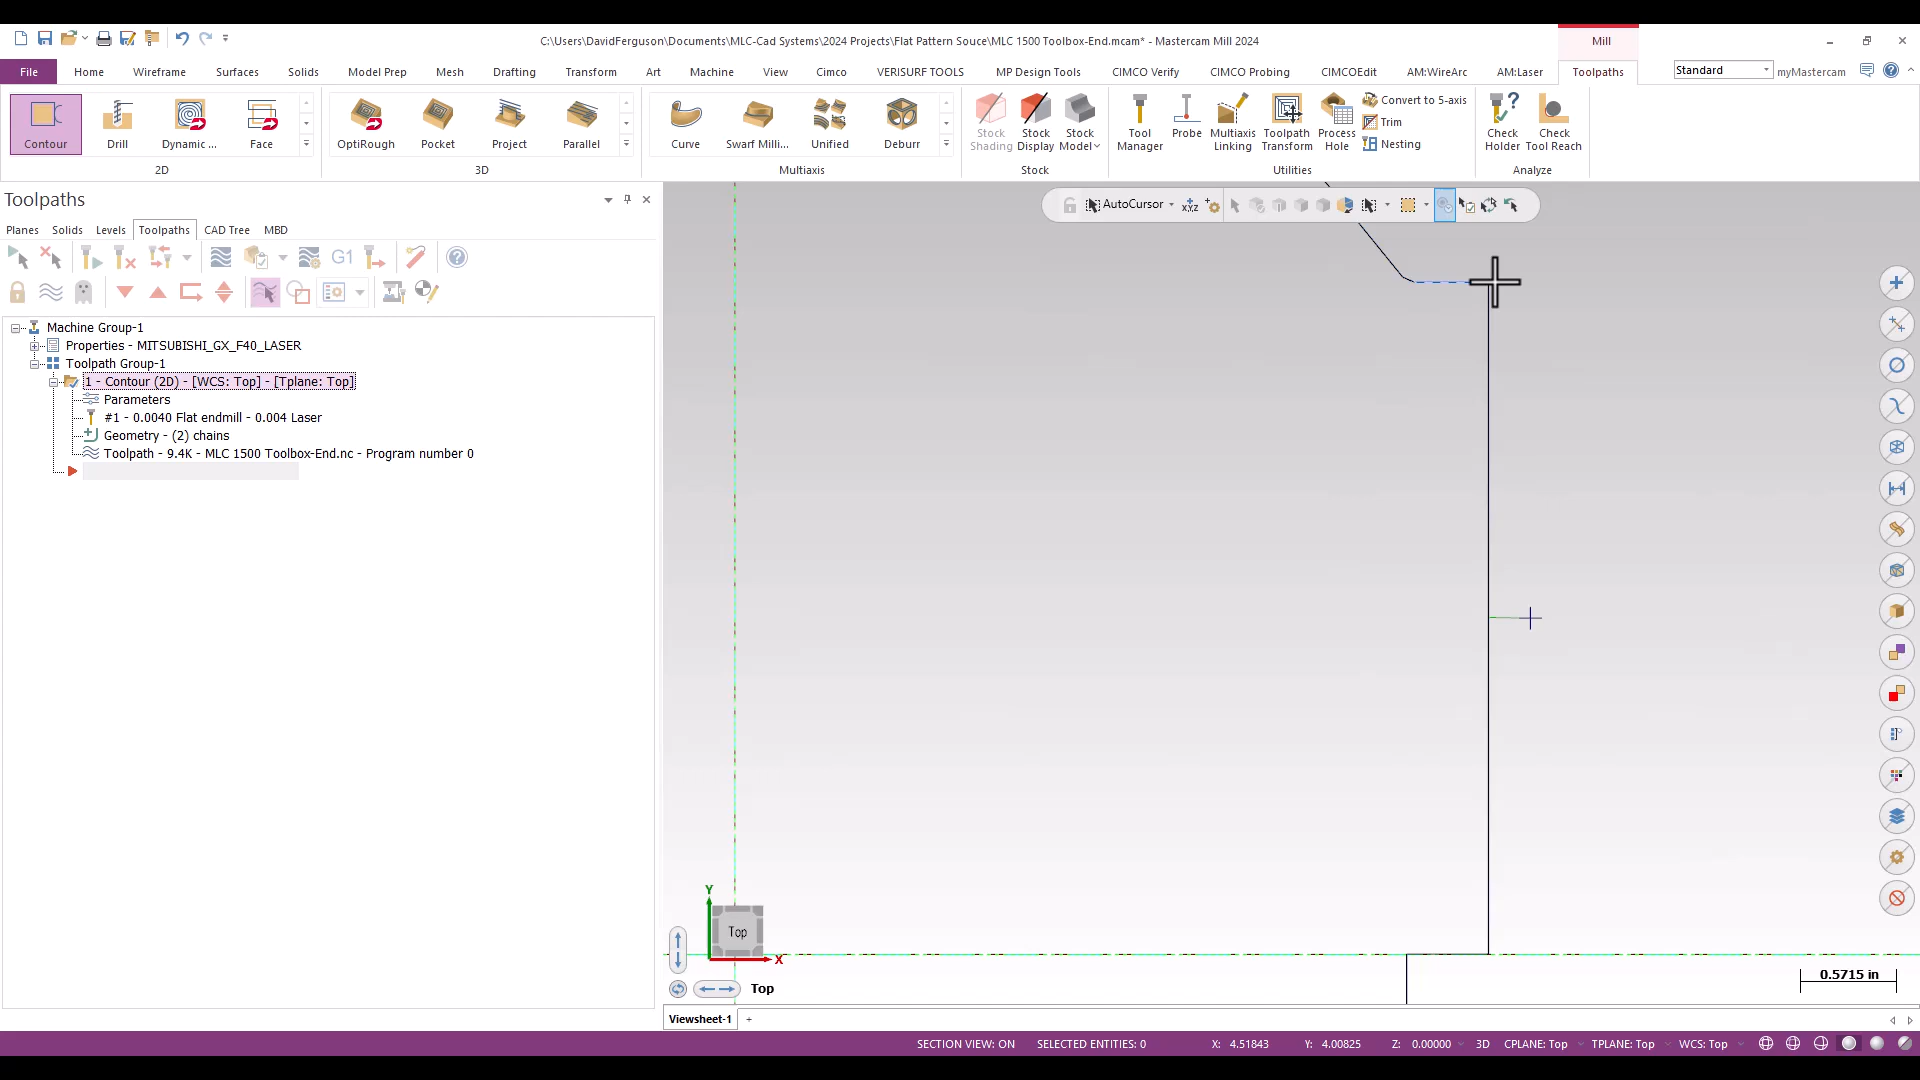 C:\Users\DavidFerguson\Documents\MLC-Cad Systems\2024 Projects\Flat Pattern Souce\MLC 1500 Toolbox-End.mcam* - Mastercam Mill 2024
Mill
File Home Wireframe Surfaces Solids Model Prep Mesh Drafting Transform Art Machine View Cimco VERISURF TOOLS MP Design Tools CIMCO Verify CIMCO Probing CIMCOEdit AM:WireArc AM:Laser Toolpaths
Standard
myMastercam
Contour
Drill
Dynamic ...
Face
2D
OptiRough
Pocket
Project
Parallel
3D
Curve
Swarf Milli...
Unified
Deburr
Multiaxis
Stock Shading
Stock Display
Stock Model
Stock
Tool Manager
Probe
Multiaxis Linking
Toolpath Transform
Process Hole
Convert to 5-axis
Trim
Nesting
Utilities
Check Holder
Check Tool Reach
Analyze
Toolpaths
Planes Solids Levels Toolpaths CAD Tree MBD
G1
Machine Group-1
Properties - MITSUBISHI_GX_F40_LASER
Toolpath Group-1
1 - Contour (2D) - [WCS: Top] - [Tplane: Top]
Parameters
#1 - 0.0040 Flat endmill - 0.004 Laser
Geometry - (2) chains
Toolpath - 9.4K - MLC 1500 Toolbox-End.nc - Program number 0
AutoCursor
XYZ
Y
Top
X
Top
0.5715 in
Viewsheet-1 +
SECTION VIEW: ON SELECTED ENTITIES: 0 X: 4.51843 Y: 4.00825 Z: 0.00000 3D CPLANE: Top TPLANE: Top WCS: Top